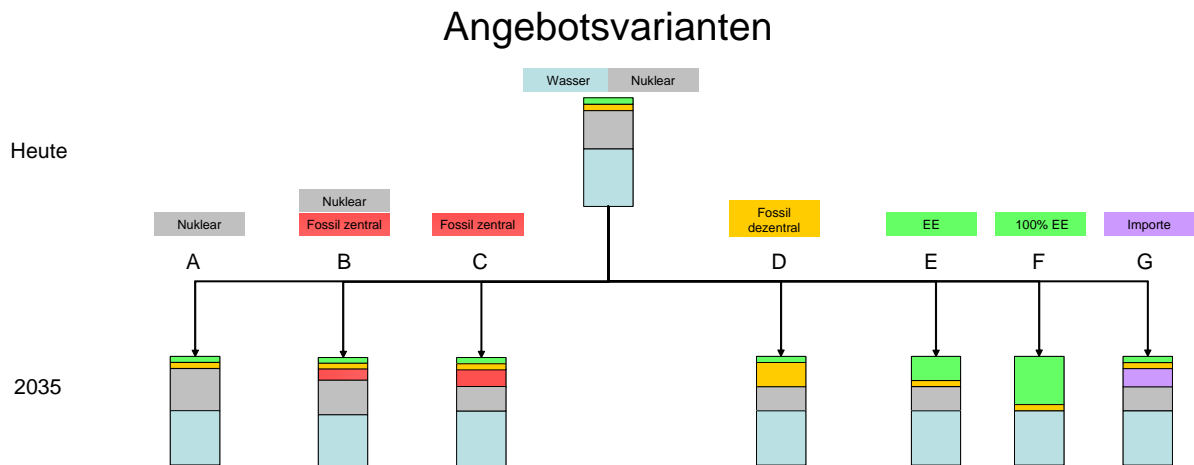 Angebotsvarianten
Wasser Nuklear
Heute
Nuklear
Nuklear Fossil zentral Fossil zentral
Fossil
dezentral
EE 100% EE Importe
A B C D E F G
2035